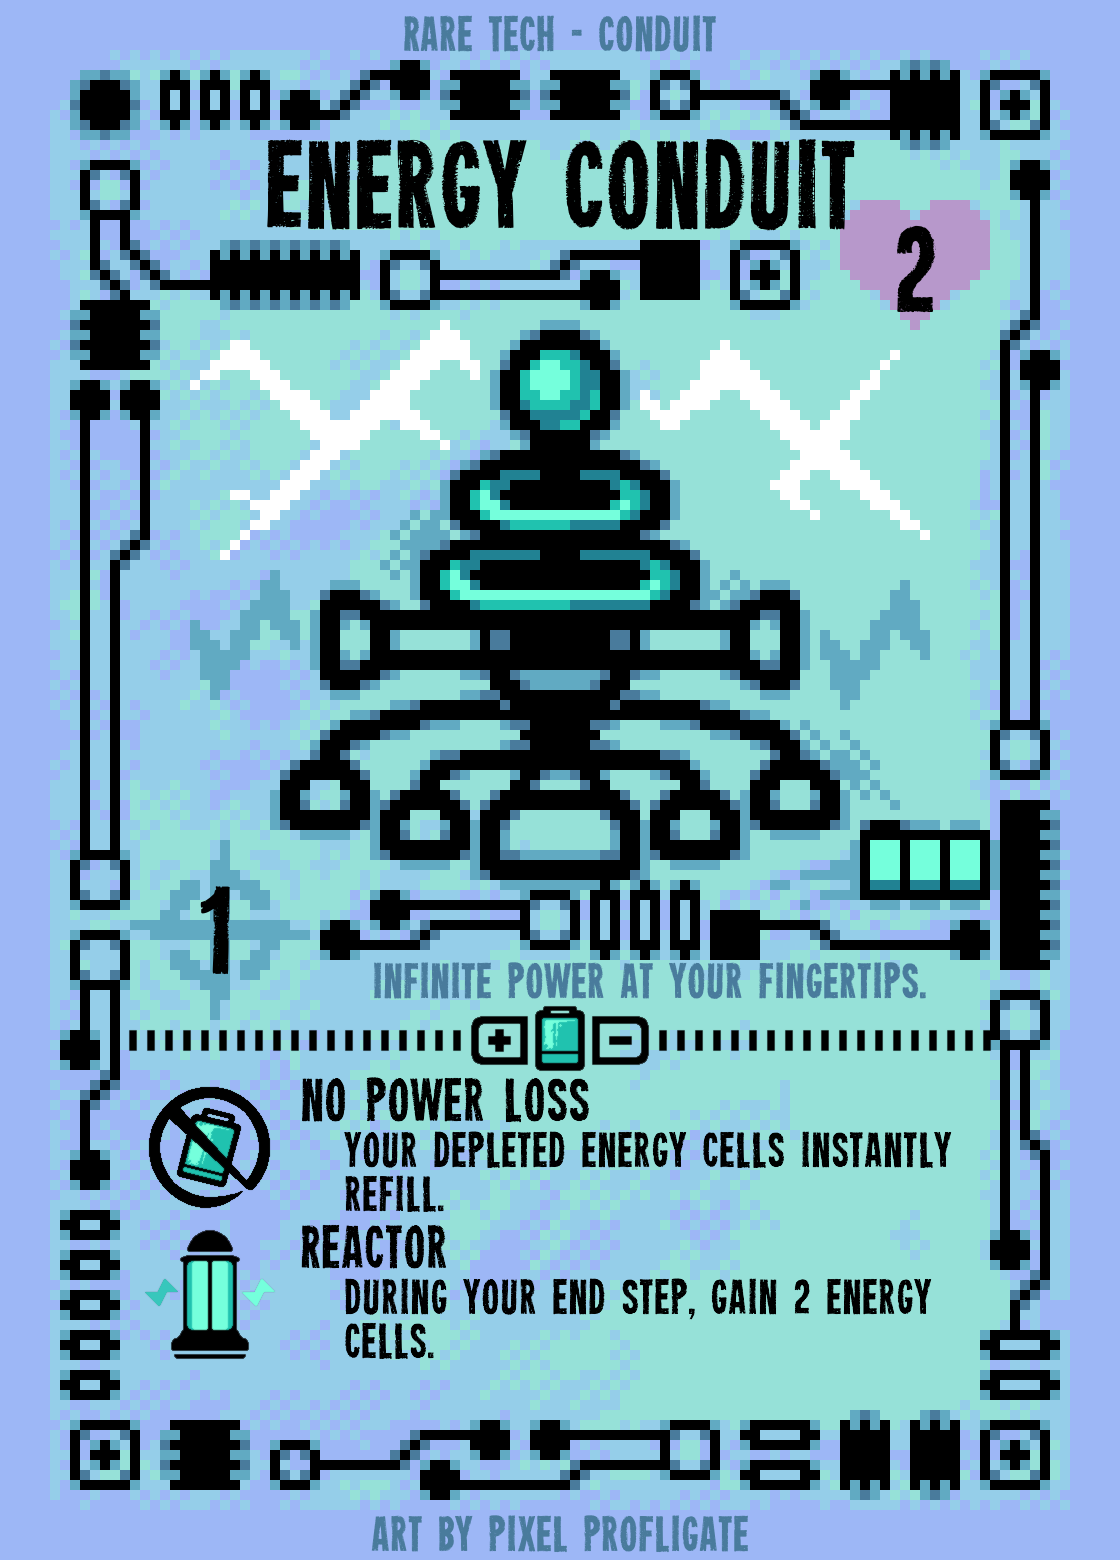 RARE TECH - CONDUIT
ENERGY CONDUIT
2
1
INFINITE POWER AT YOUR FINGERTIPS.
NO POWER LOSS
YOUR DEPLETED ENERGY CELLS INSTANTLY
REFILL.
REACTOR
DURING YOUR END STEP, GAIN 2 ENERGY
CELLS.
ART BY PIXEL PROFLIGATE